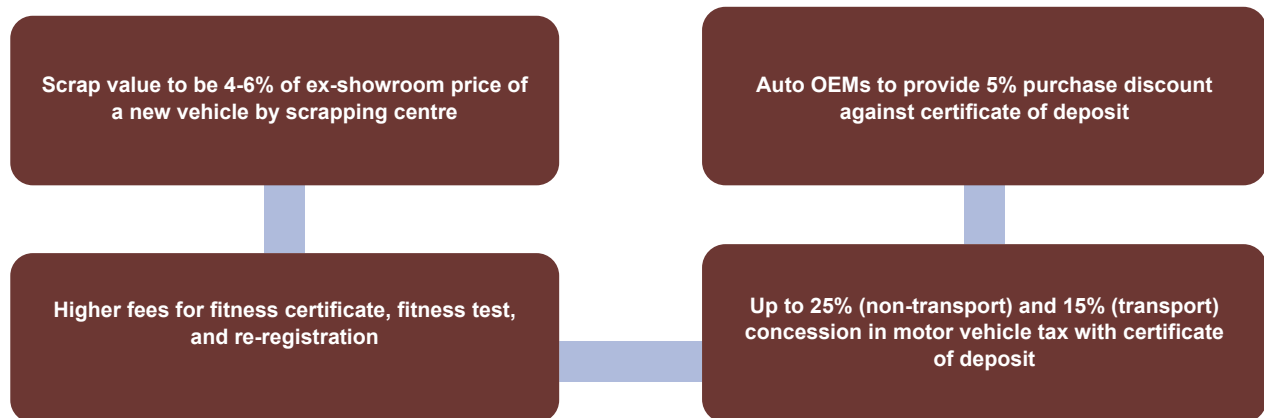 Scrap value to be 4-6% of ex-showroom price of
a new vehicle by scrapping centre
Higher fees for fitness certificate, fitness test,
and re-registration
Up to 25% (non-transport) and 15% (transport)
concession in motor vehicle tax with certificate
of deposit
Auto OEMs to provide 5% purchase discount
against certificate of deposit